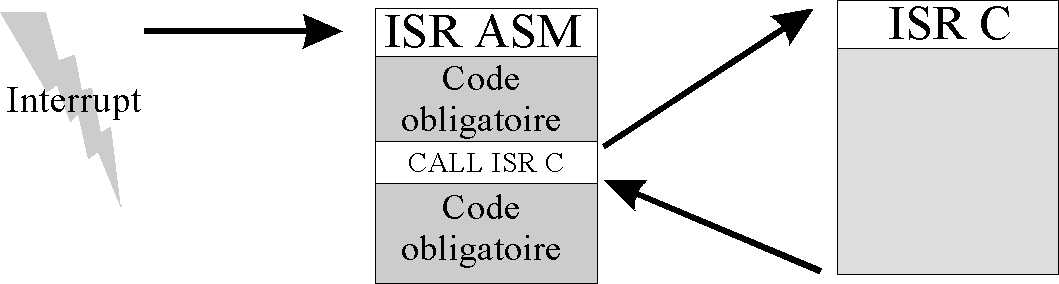 Interrupt
ISR ASM
Code
obligatoire
CALL ISR C
Code
obligatoire
ISR C